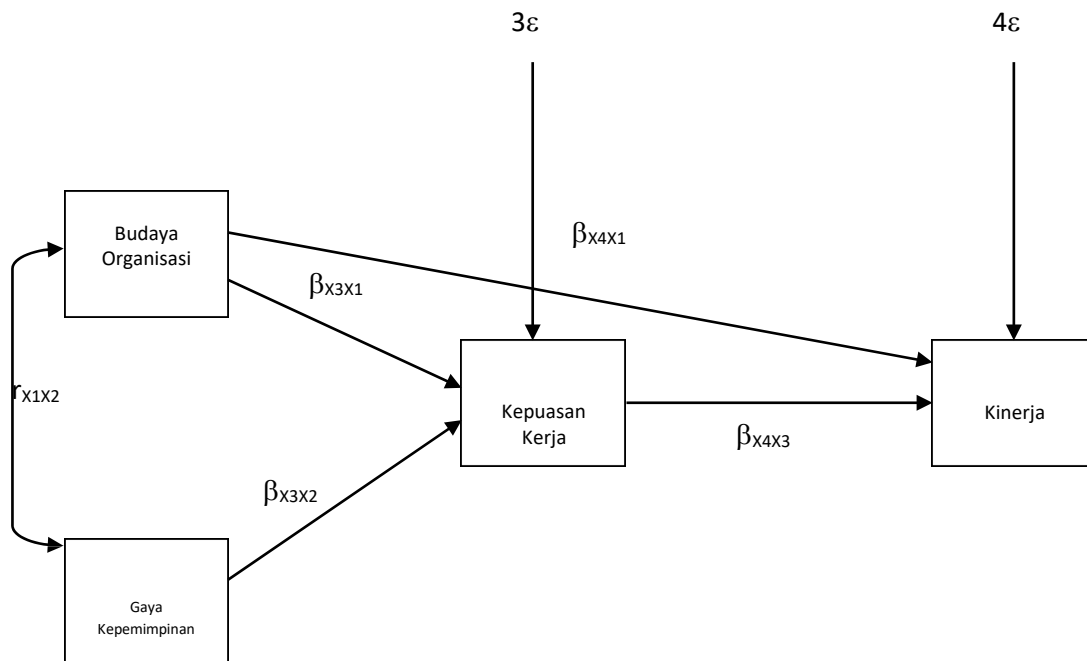 3ε
4ε
Budaya
Organisasi
βX4X1
βX3X1
rX1X2
Kepuasan
Kerja
Kinerja
βX4X3
βX3X2
Gaya
Kepemimpinan